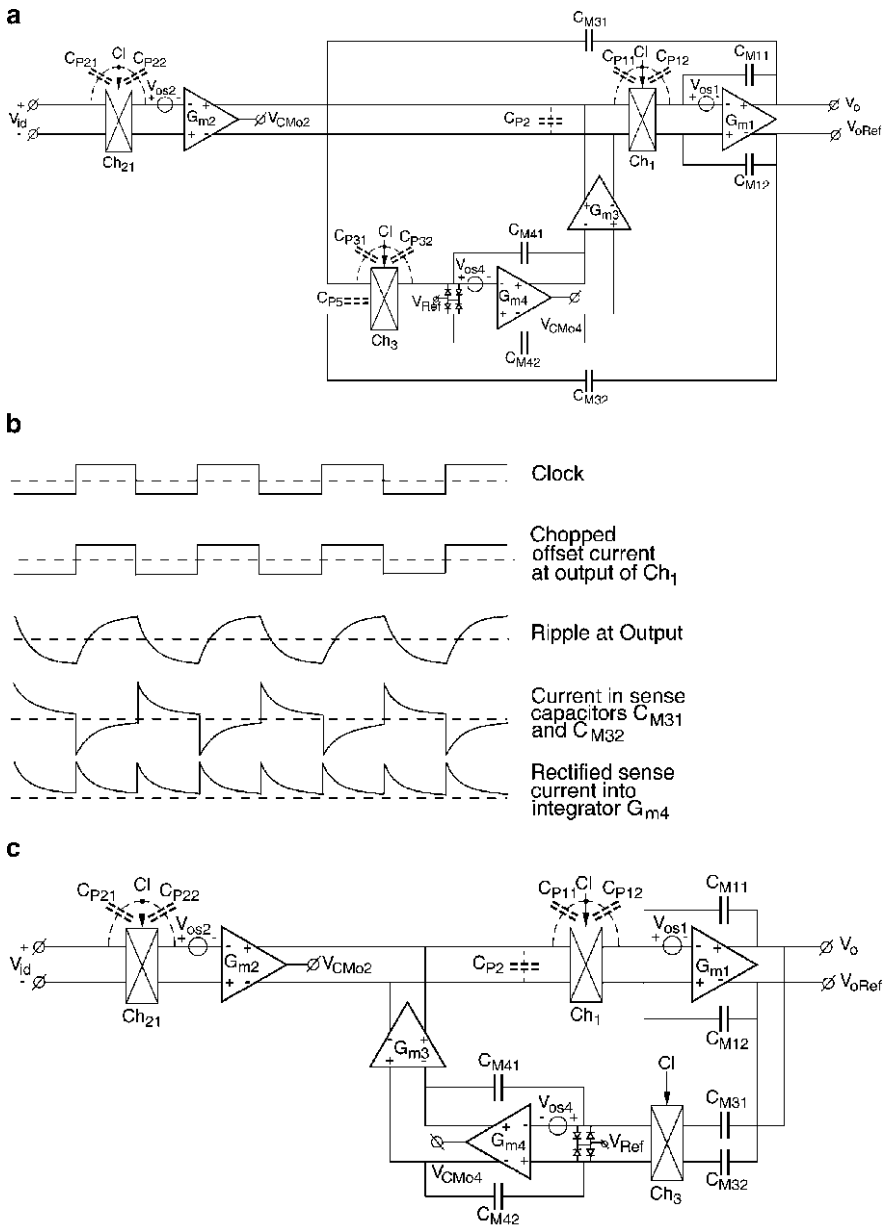 a
C_M31
C_P21 Cl C_P22
C_P11 Cl C_P12
C_M11
V_os2
V_os1
+ - + - +
V_id
G_m2
V_CMo2
C_P2
G_m1
V_o
V_oRef
- + - + -
Ch_21
Ch_1
C_M12
+ -
G_m3
- +
C_P31 Cl C_P32
C_M41
V_os4
+ - - +
C_P5
V_Ref
G_m4
+ -
Ch_3
V_CMo4
C_M42
C_M32
b
Clock
Chopped
offset current
at output of Ch_1
Ripple at Output
Current in sense
capacitors C_M31
and C_M32
Rectified sense
current into
integrator G_m4
c
C_P21 Cl C_P22
C_P11 Cl C_P12
C_M11
V_os2
V_os1
+ + - - +
V_id
G_m2
V_CMo2
C_P2
G_m1
V_o
V_oRef
- + - + -
Ch_21
Ch_1
C_M12
- -
G_m3
+ +
C_M41
Cl
C_M31
V_os4
+ - - +
G_m4
V_Ref
- +
V_CMo4
C_M42
Ch_3
C_M32